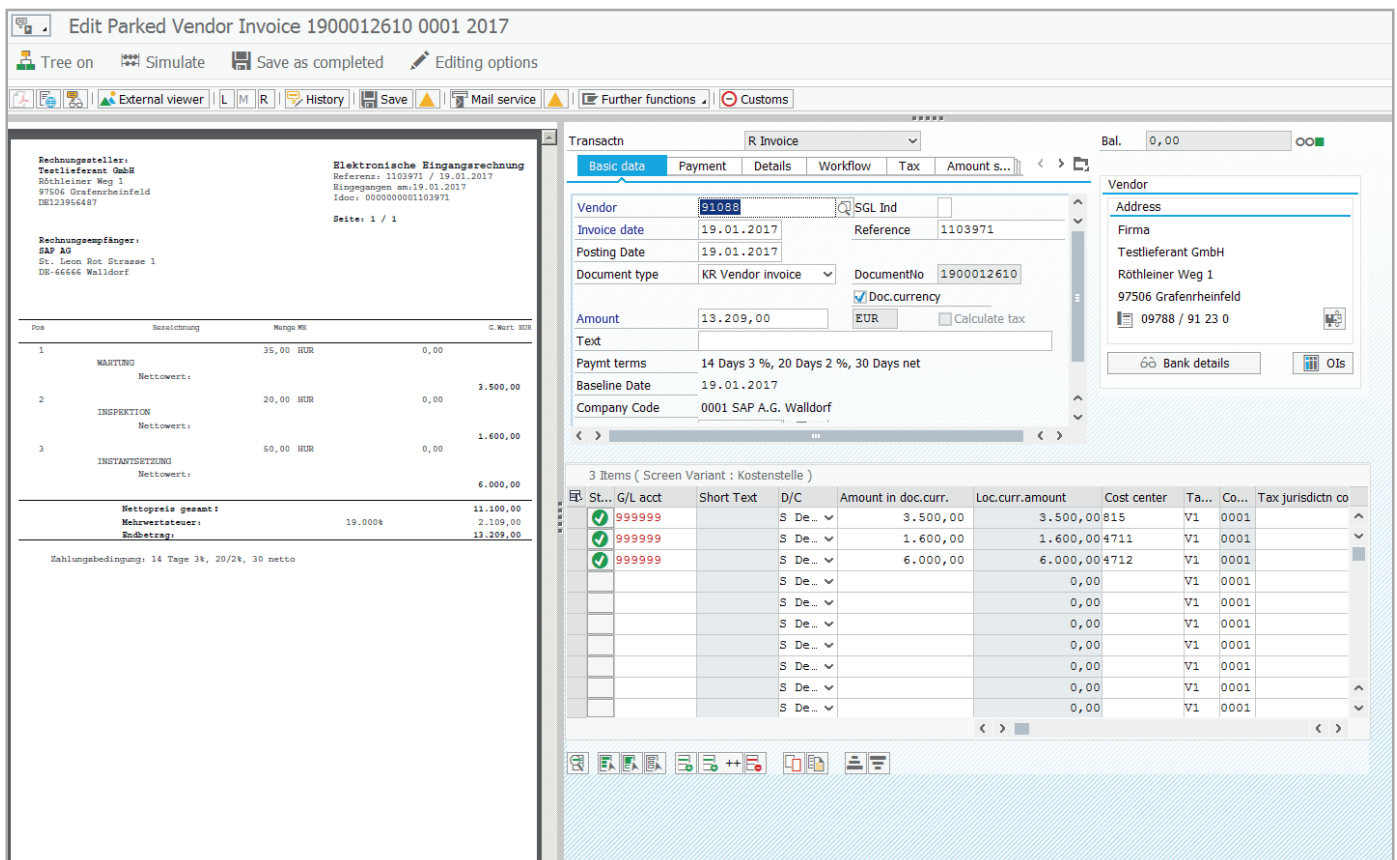 Edit Parked Vendor Invoice 1900012610 0001 2017
Tree on Simulate Save as completed Editing options
External viewer L M R History Save Mail service Further functions Customs
Rechnungssteller:
Testlieferant GmbH
Röthleiner Weg 1
97506 Grafenrheinfeld
DE123956487
Elektronische Eingangsrechnung
Referenz: 1103971 / 19.01.2017
Eingegangen am:19.01.2017
Idoc: 0000000001103971
Seite: 1 / 1
Rechnungsempfänger:
SAP AG
St. Leon Rot Strasse 1
DE-66666 Walldorf
Pos Bezeichnung Menge ME G.Wert EUR
1 35,00 HUR 0,00
WARTUNG
Nettowert:
3.500,00
2 20,00 HUR 0,00
INSPEKTION
Nettowert:
1.600,00
3 50,00 HUR 0,00
INSTANTSETZUNG
Nettowert:
6.000,00
Nettopreis gesamt: 11.100,00
Mehrwertsteuer: 19.000% 2.109,00
Endbetrag: 13.209,00
Zahlungsbedingung: 14 Tage 3%, 20/2%, 30 netto
Transactn R Invoice Bal. 0,00
Basic data Payment Details Workflow Tax Amount s...
Vendor 91088 SGL Ind
Invoice date 19.01.2017 Reference 1103971
Posting Date 19.01.2017
Document type KR Vendor invoice DocumentNo 1900012610
Doc.currency
Amount 13.209,00 EUR Calculate tax
Text
Paymt terms 14 Days 3 %, 20 Days 2 %, 30 Days net
Baseline Date 19.01.2017
Company Code 0001 SAP A.G. Walldorf
Vendor
Address
Firma
Testlieferant GmbH
Röthleiner Weg 1
97506 Grafenrheinfeld
09788 / 91 23 0
Bank details OIs
3 Items ( Screen Variant : Kostenstelle )
St... G/L acct Short Text D/C Amount in doc.curr. Loc.curr.amount Cost center Ta... Co... Tax jurisdictn co
999999 S De… 3.500,00 3.500,00 815 V1 0001
999999 S De… 1.600,00 1.600,00 4711 V1 0001
999999 S De… 6.000,00 6.000,00 4712 V1 0001
S De… 0,00 V1 0001
S De… 0,00 V1 0001
S De… 0,00 V1 0001
S De… 0,00 V1 0001
S De… 0,00 V1 0001
S De… 0,00 V1 0001
S De… 0,00 V1 0001
++